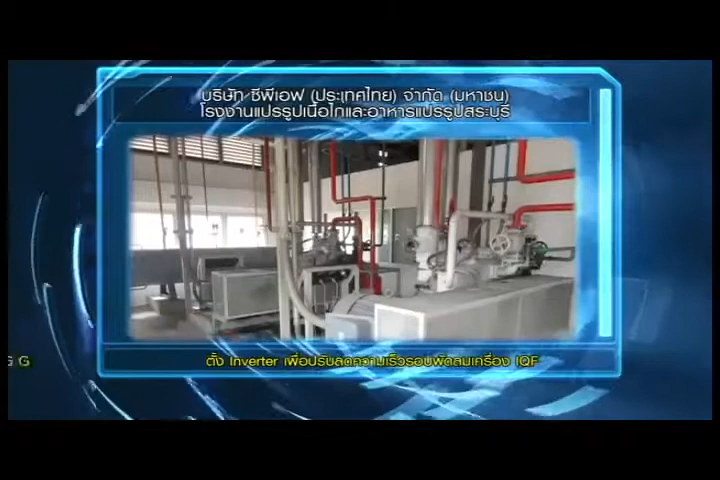 บริษัท ซีพีเอฟ (ประเทศไทย) จำกัด (มหาชน)
โรงงานแปรรูปเนื้อไก่และอาหารแปรรูปสระบุรี
G G
ตั้ง Inverter เพื่อปรับลดความเร็วรอบพัดลมเครื่อง IQF